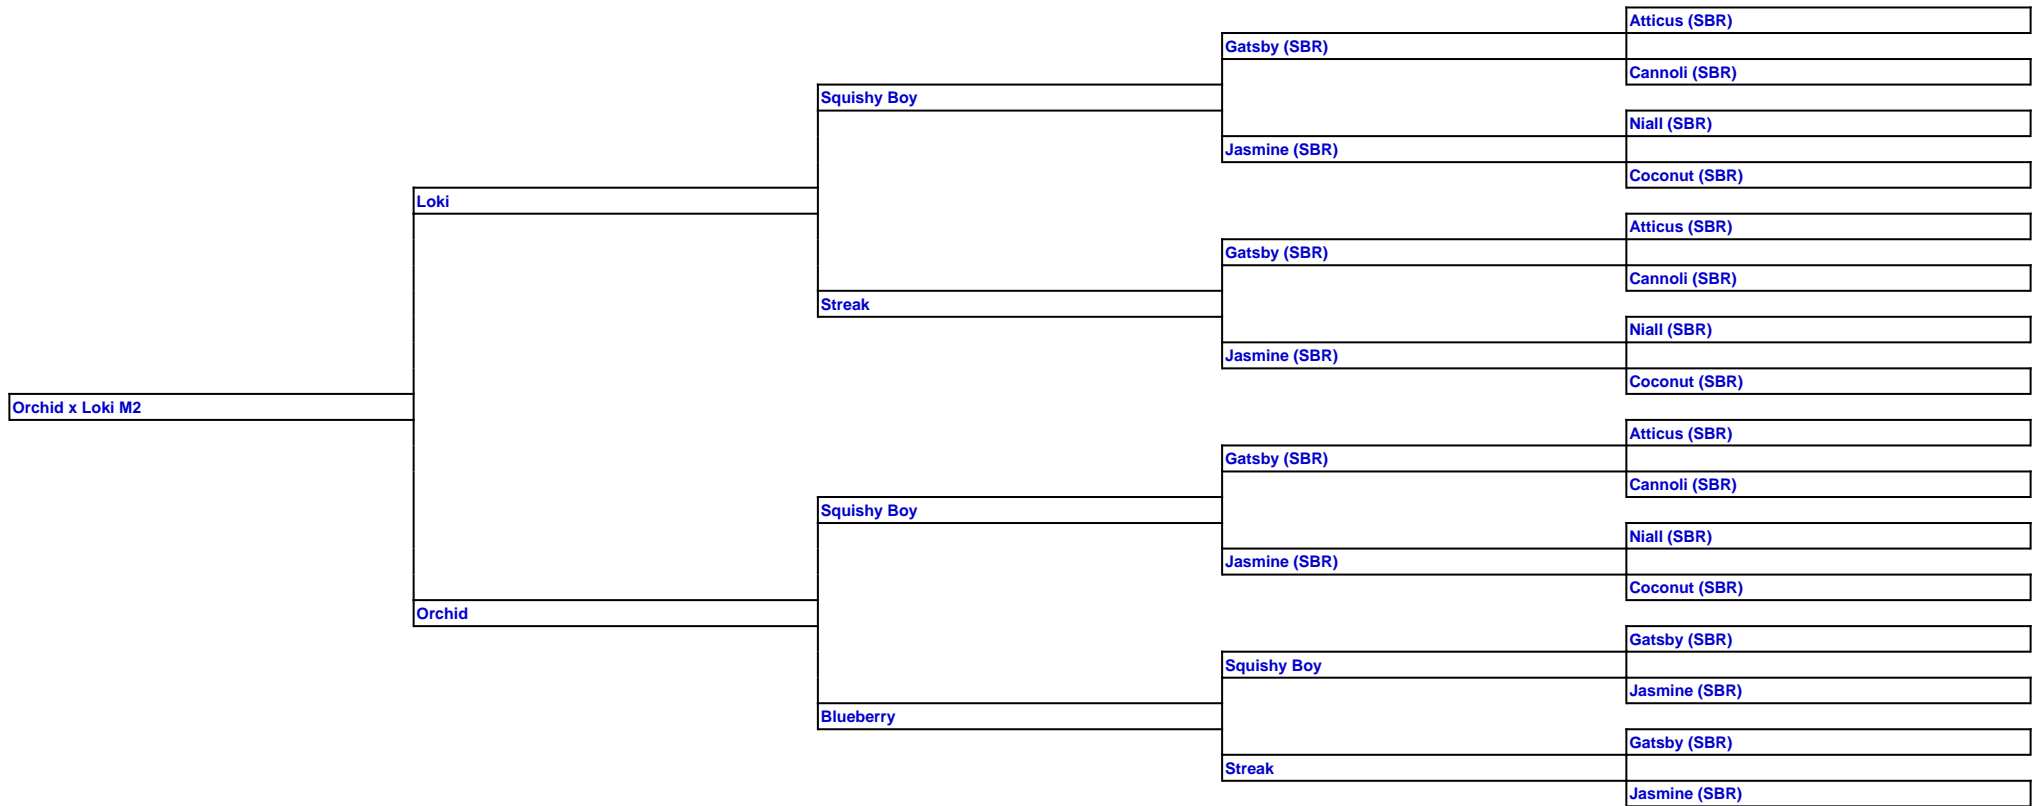 Atticus (SBR)
Gatsby (SBR)
Cannoli (SBR)
Squishy Boy
Niall (SBR)
Jasmine (SBR)
Coconut (SBR)
Loki
Atticus (SBR)
Gatsby (SBR)
Cannoli (SBR)
Streak
Niall (SBR)
Jasmine (SBR)
Coconut (SBR)
Orchid x Loki M2
Atticus (SBR)
Gatsby (SBR)
Cannoli (SBR)
Squishy Boy
Niall (SBR)
Jasmine (SBR)
Coconut (SBR)
Orchid
Gatsby (SBR)
Squishy Boy
Jasmine (SBR)
Blueberry
Gatsby (SBR)
Streak
Jasmine (SBR)